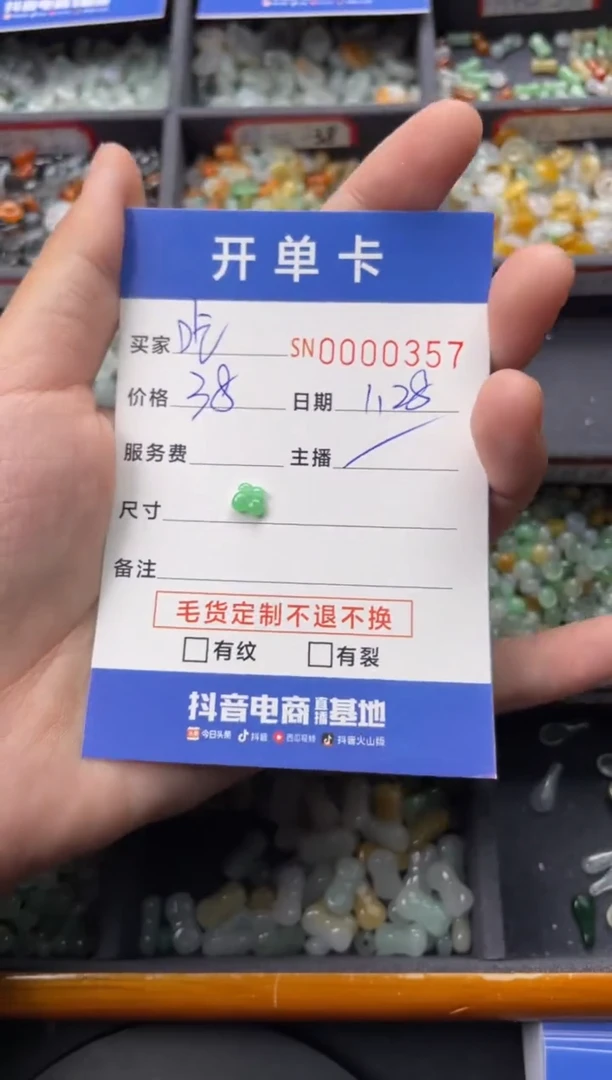 开单卡
买家 SN0000357
价格 38 日期 1.28
服务费 主播
尺寸
备注
毛货定制不退不换
有纹 有裂
抖音电商直播基地
今日头条 抖音 西瓜视频 抖音火山版